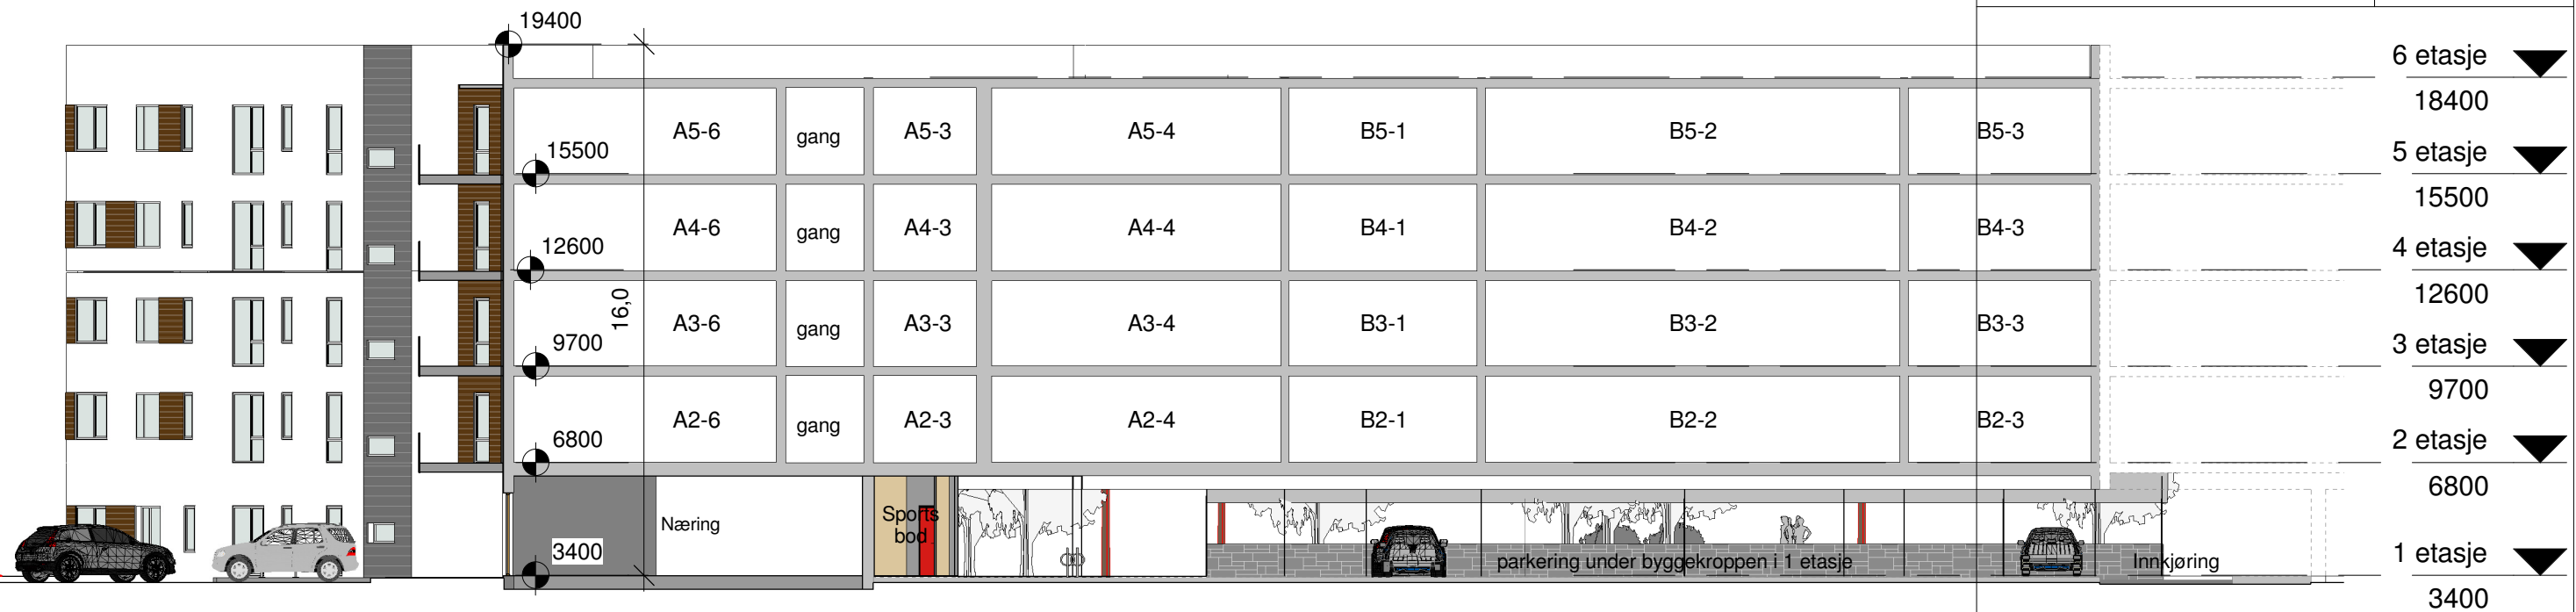 19400
6 etasje
18400
A5-6
gang
A5-3
A5-4
B5-1
B5-2
B5-3
15500
5 etasje
15500
A4-6
gang
A4-3
A4-4
B4-1
B4-2
B4-3
12600
4 etasje
12600
16,0
A3-6
gang
A3-3
A3-4
B3-1
B3-2
B3-3
9700
3 etasje
9700
A2-6
gang
A2-3
A2-4
B2-1
B2-2
B2-3
6800
2 etasje
6800
Næring
Sports
bod
3400
parkering under byggekroppen i 1 etasje
Innkjøring
1 etasje
3400